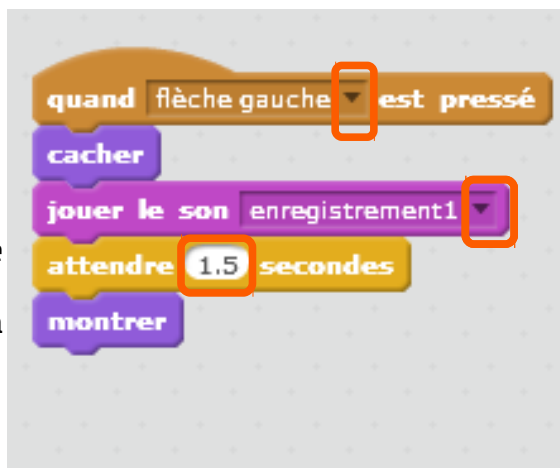 quand flèche gauche est pressé
cacher
jouer le son enregistrement1
attendre 1.5 secondes
montrer